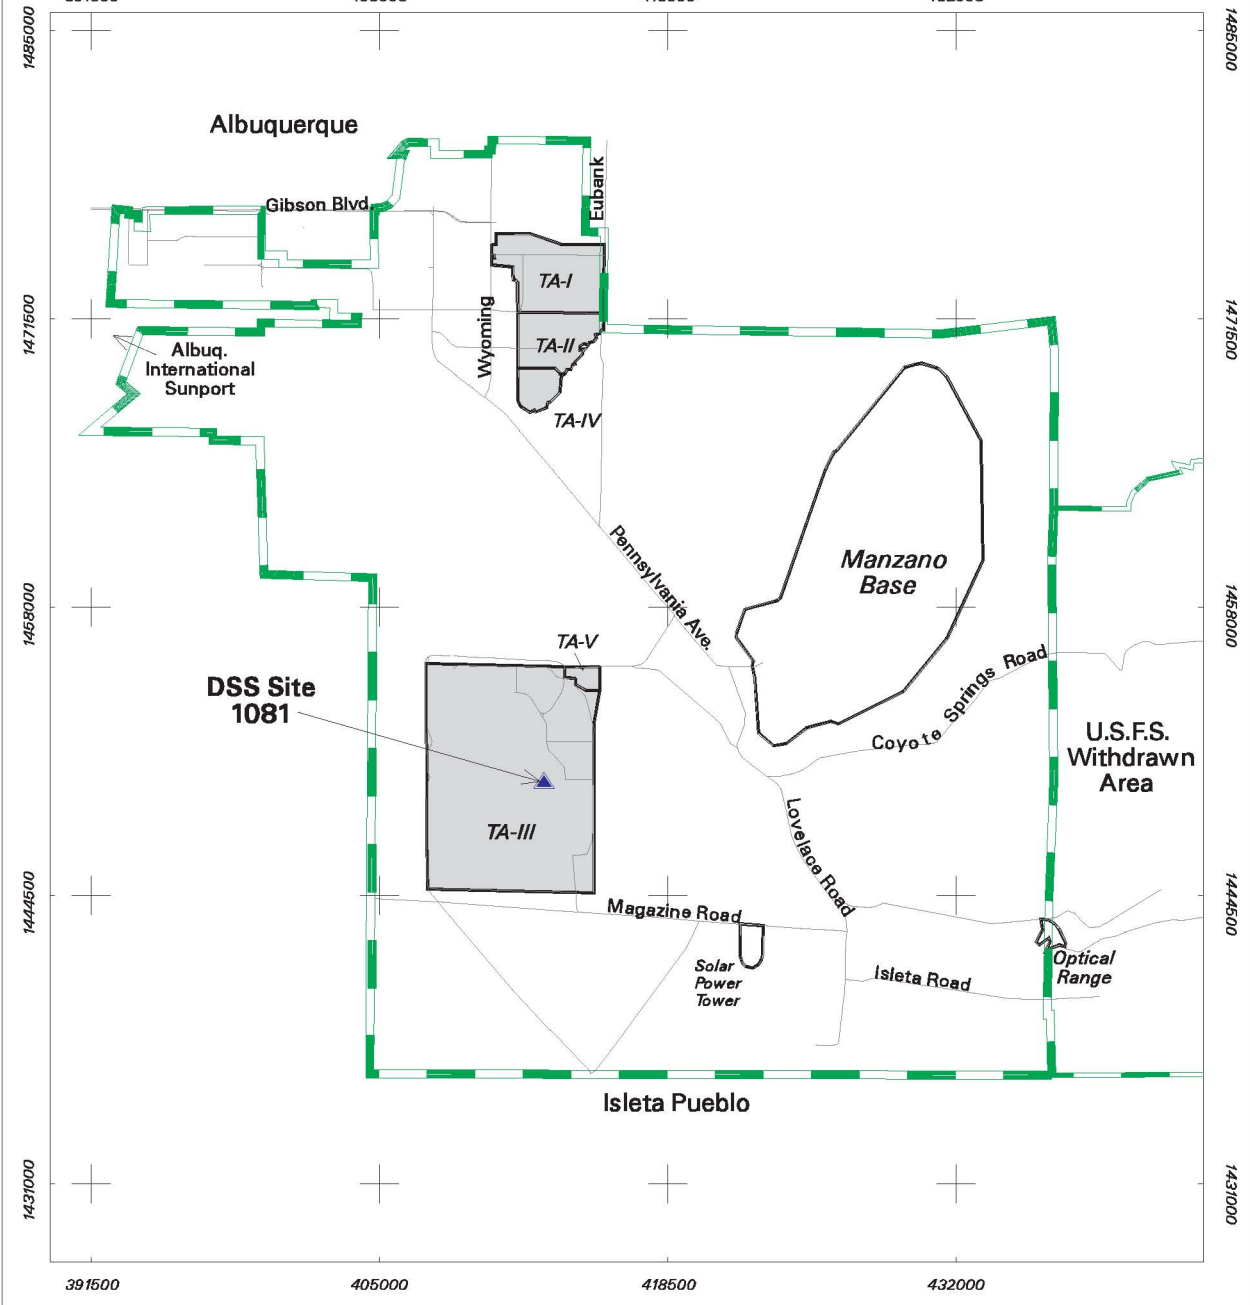 1485000
1485000
Albuquerque
Gibson Blvd.
Eubank
TA-I
1471500
1471500
Wyoming
TA-II
Albuq.
International
Sunport
TA-IV
Pennsylvania Ave.
Manzano
Base
1458000
1458000
TA-V
Coyote Springs Road
DSS Site
1081
U.S.F.S.
Withdrawn
Area
TA-III
Lovelace Road
1444500
1444500
Magazine Road
Solar
Power
Tower
Isleta Road
Optical
Range
Isleta Pueblo
1431000
1431000
391500
405000
418500
432000